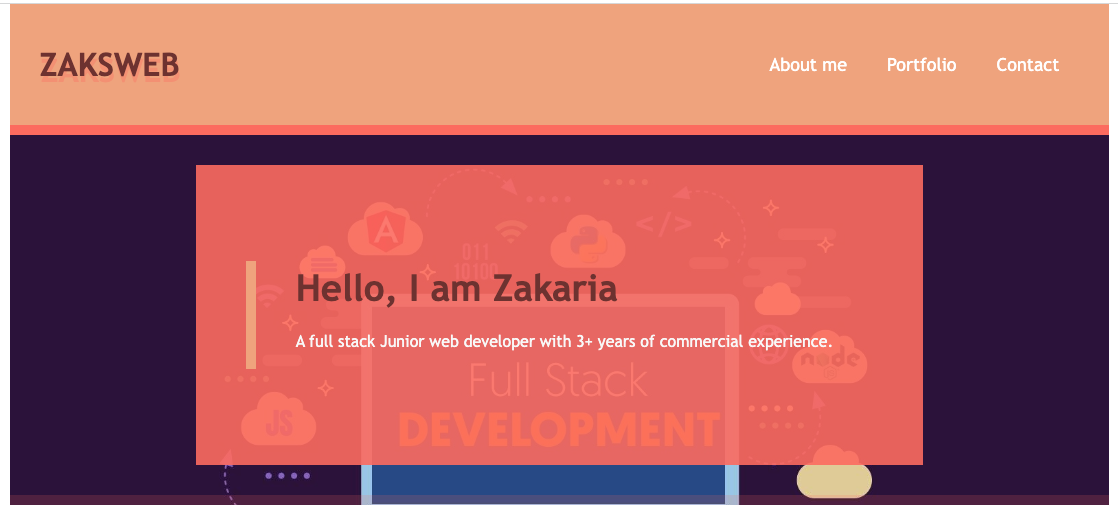 ZAKSWEB
About me
Portfolio
Contact
</>
011
10100
Hello, I am Zakaria
A full stack Junior web developer with 3+ years of commercial experience.
node
Full Stack
JS
DEVELOPMENT